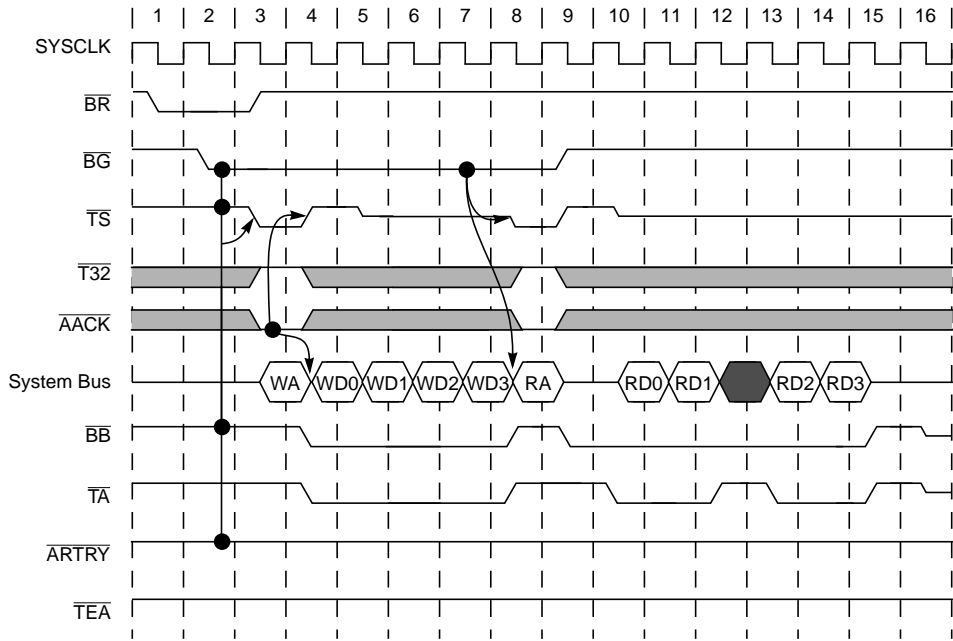 1 2 3 4 5 6 7 8 9 10 11 12 13 14 15 16
SYSCLK
BR
BG
TS
T32
AACK
System Bus WA WD0 WD1 WD2 WD3 RA RD0 RD1 RD2 RD3
BB
TA
ARTRY
TEA